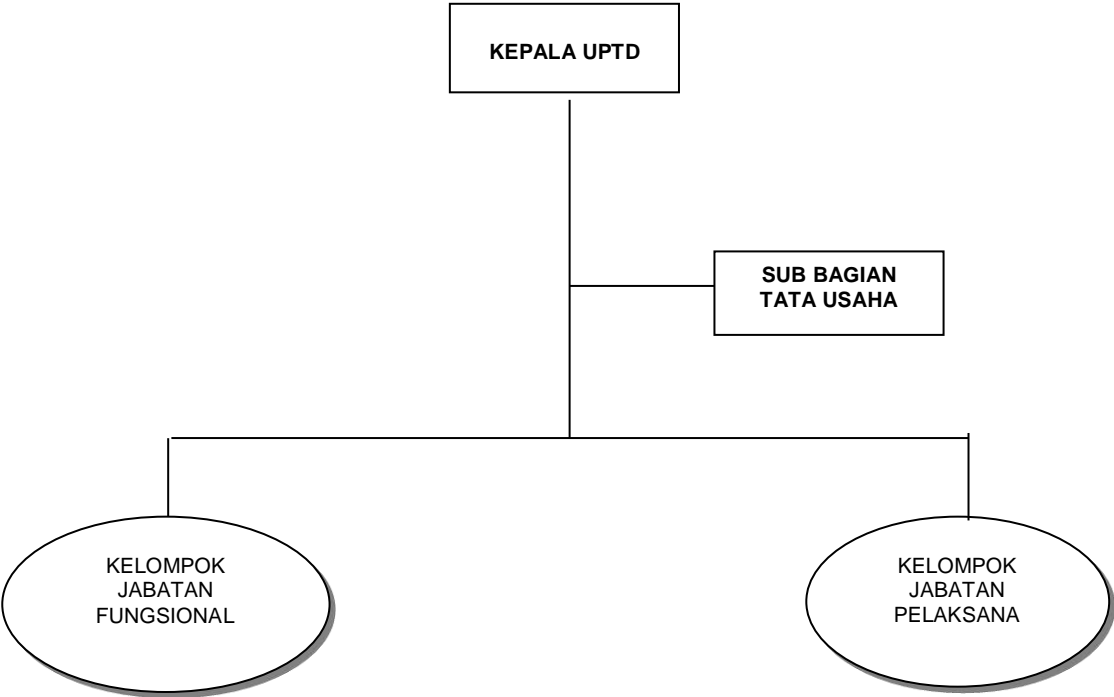 KEPALA UPTD
SUB BAGIAN
TATA USAHA
KELOMPOK
JABATAN
FUNGSIONAL
KELOMPOK
JABATAN
PELAKSANA